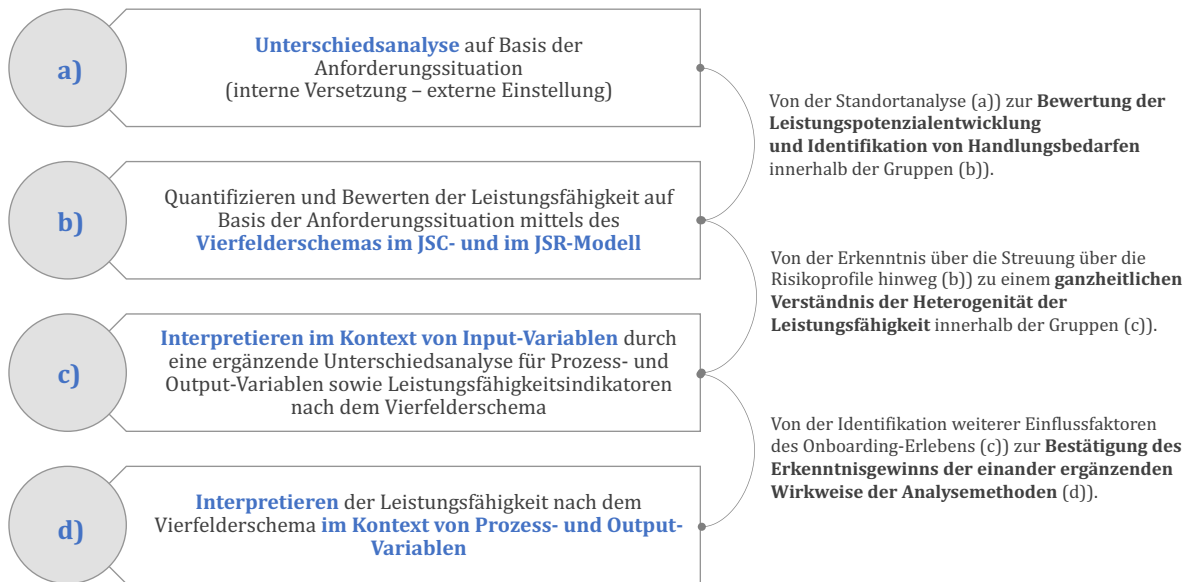 a)
Unterschiedsanalyse auf Basis der
Anforderungssituation
(interne Versetzung – externe Einstellung)
Von der Standortanalyse (a)) zur Bewertung der
Leistungspotenzialentwicklung
und Identifikation von Handlungsbedarfen
innerhalb der Gruppen (b)).
b)
Quantifizieren und Bewerten der Leistungsfähigkeit auf
Basis der Anforderungssituation mittels des
Vierfelderschemas im JSC- und im JSR-Modell
Von der Erkenntnis über die Streuung über die
Risikoprofile hinweg (b)) zu einem ganzheitlichen
Verständnis der Heterogenität der
Leistungsfähigkeit innerhalb der Gruppen (c)).
c)
Interpretieren im Kontext von Input-Variablen durch
eine ergänzende Unterschiedsanalyse für Prozess- und
Output-Variablen sowie Leistungsfähigkeitsindikatoren
nach dem Vierfelderschema
Von der Identifikation weiterer Einflussfaktoren
des Onboarding-Erlebens (c)) zur Bestätigung des
Erkenntnisgewinns der einander ergänzenden
Wirkweise der Analysemethoden (d)).
d)
Interpretieren der Leistungsfähigkeit nach dem
Vierfelderschema im Kontext von Prozess- und Output-
Variablen